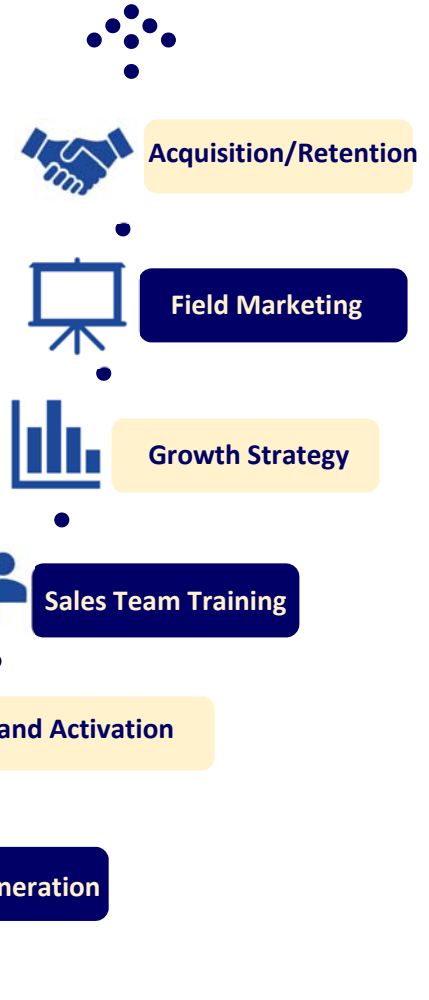 Acquisition/Retention
Field Marketing
Growth Strategy
Sales Team Training
and Activation
neration